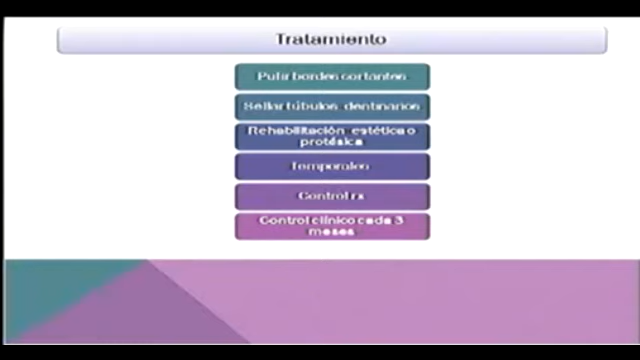 Tratamiento
Pulir bordes cortantes
Sellar túbulos dentinarios
Rehabilitación estética o
protésica
Temporales
Control rx
Control clínico cada 3
meses